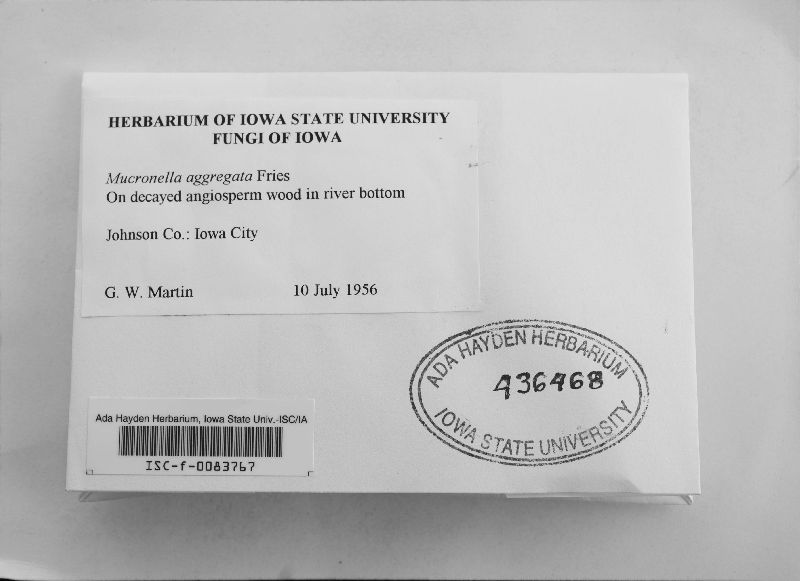 HERBARIUM OF IOWA STATE UNIVERSITY
FUNGI OF IOWA
Mucronella aggregata Fries
On decayed angiosperm wood in river bottom
Johnson Co.: Iowa City
G. W. Martin 10 July 1956
ADA HAYDEN HERBARIUM
436468
IOWA STATE UNIVERSITY
Ada Hayden Herbarium, Iowa State Univ.-ISC/IA
ISC-f-0083767